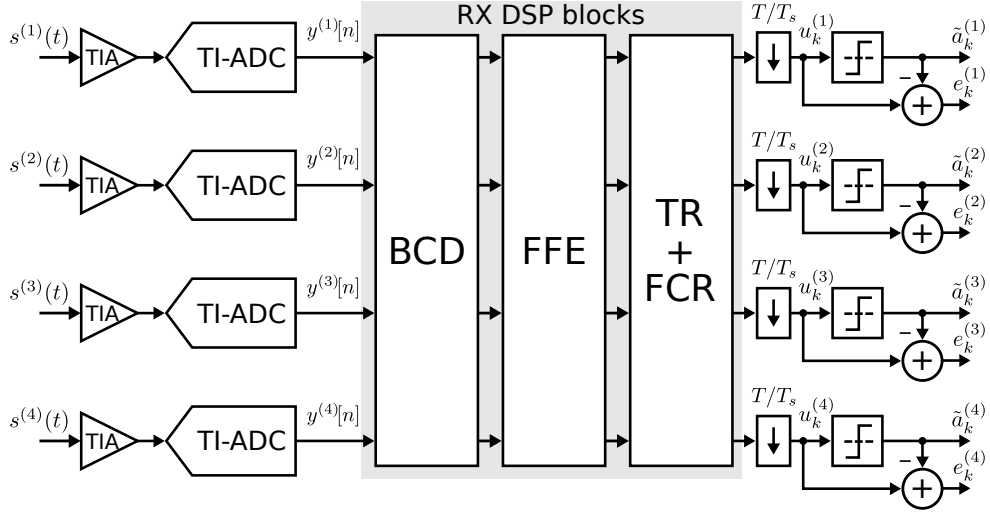 RX DSP blocks
s^{(1)}(t) TIA TI-ADC y^{(1)}[n] T/T_s u_k^{(1)} ã_k^{(1)}
− + e_k^{(1)}
s^{(2)}(t) TIA TI-ADC y^{(2)}[n] T/T_s u_k^{(2)} ã_k^{(2)}
− + e_k^{(2)}
BCD FFE TR + FCR
s^{(3)}(t) TIA TI-ADC y^{(3)}[n] T/T_s u_k^{(3)} ã_k^{(3)}
− + e_k^{(3)}
s^{(4)}(t) TIA TI-ADC y^{(4)}[n] T/T_s u_k^{(4)} ã_k^{(4)}
− + e_k^{(4)}